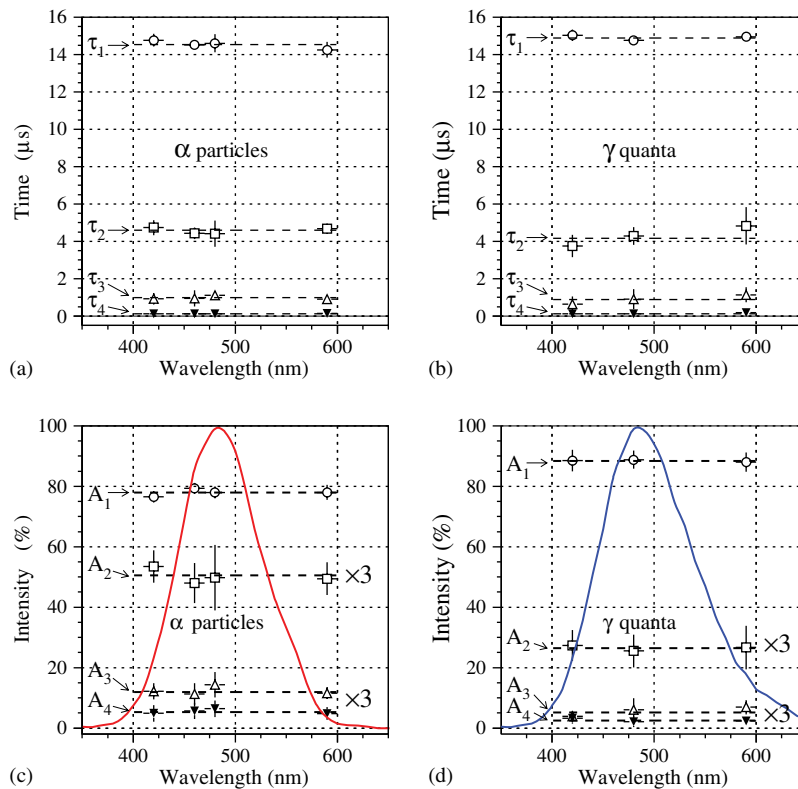 16
14
12
10
8
6
4
2
0
Time (μs)
τ1
τ2
τ3
τ4
α particles
400 500 600
Wavelength (nm)
(a)
16
14
12
10
8
6
4
2
0
Time (μs)
τ1
τ2
τ3
τ4
γ quanta
400 500 600
Wavelength (nm)
(b)
100
80
60
40
20
0
Intensity (%)
A1
A2
A3
A4
×3
α particles
×3
400 500 600
Wavelength (nm)
(c)
100
80
60
40
20
0
Intensity (%)
A1
A2
A3
A4
×3
γ quanta
×3
400 500 600
Wavelength (nm)
(d)